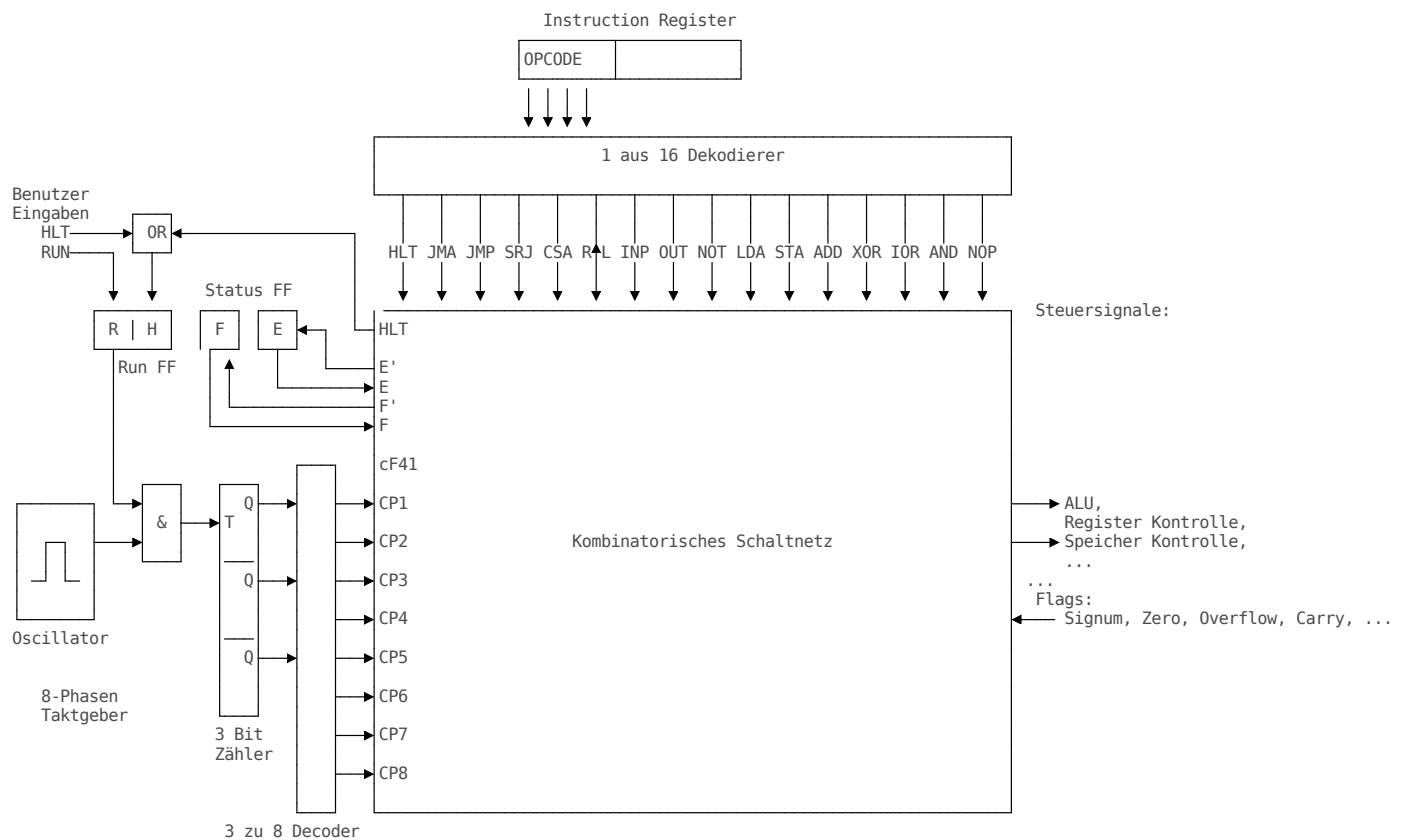 Instruction Register
OPCODE
1 aus 16 Dekodierer
Benutzer
Eingaben
HLT
RUN
OR
HLT JMA JMP SRJ CSA R L INP OUT NOT LDA STA ADD XOR IOR AND NOP
Status FF
R | H
F
E
Run FF
HLT
E'
E
F'
F
cF41
Steuersignale:
Q
T
&
Q
Q
CP1
CP2
CP3
CP4
CP5
CP6
CP7
CP8
Kombinatorisches Schaltnetz
ALU,
Register Kontrolle,
Speicher Kontrolle,
...
...
Flags:
Signum, Zero, Overflow, Carry, ...
Oscillator
8-Phasen
Taktgeber
3 Bit
Zähler
3 zu 8 Decoder